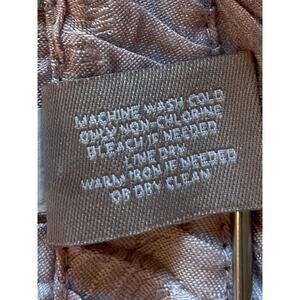 MACHINE WASH COLD
ONLY NON-CHLORINE
BLEACH IF NEEDED
LINE DRY
WARM IRON IF NEEDED
OR DRY CLEAN